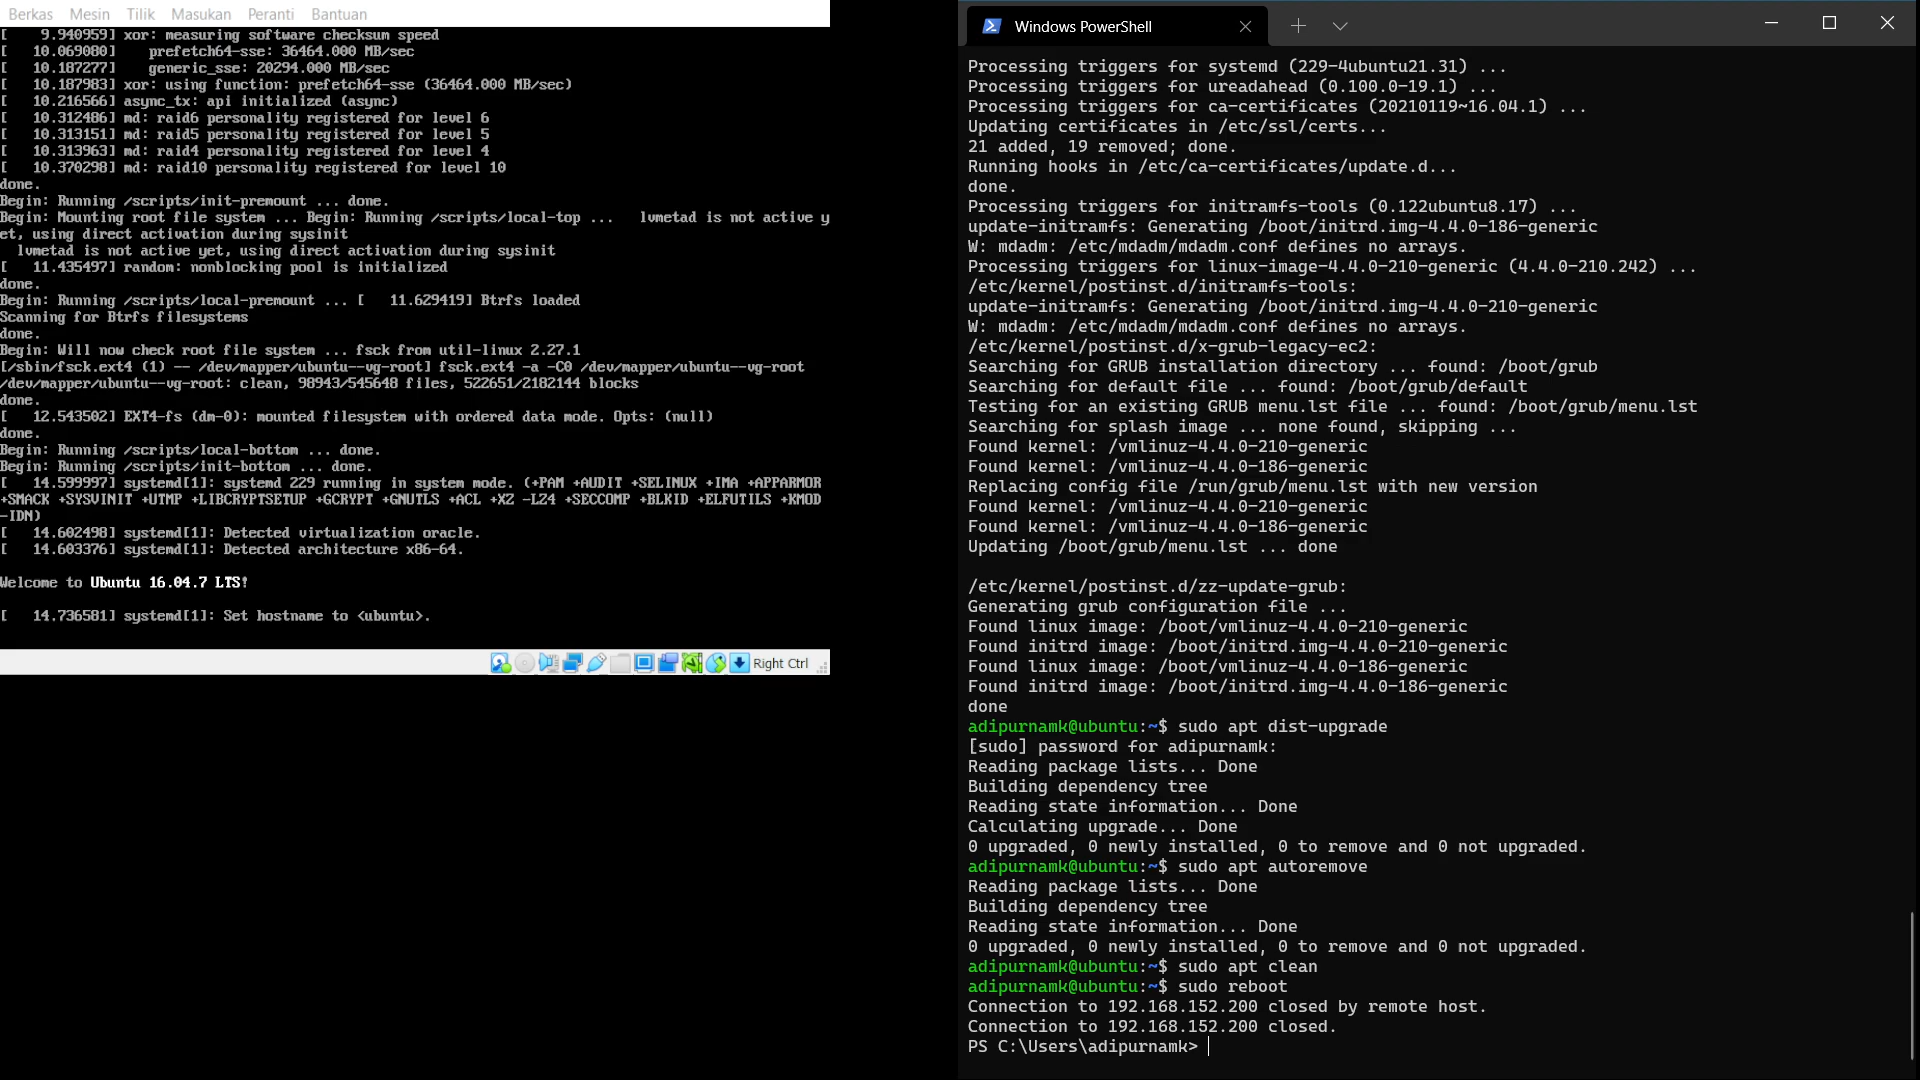 Berkas Mesin Tilik Masukan Peranti Bantuan
[    9.940959] xor: measuring software checksum speed
[   10.069080]    prefetch64-sse: 36464.000 MB/sec
[   10.187277]    generic_sse: 20294.000 MB/sec
[   10.187983] xor: using function: prefetch64-sse (36464.000 MB/sec)
[   10.216566] async_tx: api initialized (async)
[   10.312486] md: raid6 personality registered for level 6
[   10.313151] md: raid5 personality registered for level 5
[   10.313963] md: raid4 personality registered for level 4
[   10.370298] md: raid10 personality registered for level 10
done.
Begin: Running /scripts/init-premount ... done.
Begin: Mounting root file system ... Begin: Running /scripts/local-top ...   lvmetad is not active y
et, using direct activation during sysinit
  lvmetad is not active yet, using direct activation during sysinit
[   11.435497] random: nonblocking pool is initialized
done.
Begin: Running /scripts/local-premount ... [   11.629419] Btrfs loaded
Scanning for Btrfs filesystems
done.
Begin: Will now check root file system ... fsck from util-linux 2.27.1
[/sbin/fsck.ext4 (1) -- /dev/mapper/ubuntu--vg-root] fsck.ext4 -a -C0 /dev/mapper/ubuntu--vg-root
/dev/mapper/ubuntu--vg-root: clean, 98943/545648 files, 522651/2182144 blocks
done.
[   12.543502] EXT4-fs (dm-0): mounted filesystem with ordered data mode. Opts: (null)
done.
Begin: Running /scripts/local-bottom ... done.
Begin: Running /scripts/init-bottom ... done.
[   14.599997] systemd[1]: systemd 229 running in system mode. (+PAM +AUDIT +SELINUX +IMA +APPARMOR
+SMACK +SYSVINIT +UTMP +LIBCRYPTSETUP +GCRYPT +GNUTLS +ACL +XZ -LZ4 +SECCOMP +BLKID +ELFUTILS +KMOD
-IDN)
[   14.602498] systemd[1]: Detected virtualization oracle.
[   14.603376] systemd[1]: Detected architecture x86-64.
Welcome to Ubuntu 16.04.7 LTS!
[   14.736581] systemd[1]: Set hostname to <ubuntu>.
Right Ctrl
Windows PowerShell
Processing triggers for systemd (229-4ubuntu21.31) ...
Processing triggers for ureadahead (0.100.0-19.1) ...
Processing triggers for ca-certificates (20210119~16.04.1) ...
Updating certificates in /etc/ssl/certs...
21 added, 19 removed; done.
Running hooks in /etc/ca-certificates/update.d...
done.
Processing triggers for initramfs-tools (0.122ubuntu8.17) ...
update-initramfs: Generating /boot/initrd.img-4.4.0-186-generic
W: mdadm: /etc/mdadm/mdadm.conf defines no arrays.
Processing triggers for linux-image-4.4.0-210-generic (4.4.0-210.242) ...
/etc/kernel/postinst.d/initramfs-tools:
update-initramfs: Generating /boot/initrd.img-4.4.0-210-generic
W: mdadm: /etc/mdadm/mdadm.conf defines no arrays.
/etc/kernel/postinst.d/x-grub-legacy-ec2:
Searching for GRUB installation directory ... found: /boot/grub
Searching for default file ... found: /boot/grub/default
Testing for an existing GRUB menu.lst file ... found: /boot/grub/menu.lst
Searching for splash image ... none found, skipping ...
Found kernel: /vmlinuz-4.4.0-210-generic
Found kernel: /vmlinuz-4.4.0-186-generic
Replacing config file /run/grub/menu.lst with new version
Found kernel: /vmlinuz-4.4.0-210-generic
Found kernel: /vmlinuz-4.4.0-186-generic
Updating /boot/grub/menu.lst ... done
/etc/kernel/postinst.d/zz-update-grub:
Generating grub configuration file ...
Found linux image: /boot/vmlinuz-4.4.0-210-generic
Found initrd image: /boot/initrd.img-4.4.0-210-generic
Found linux image: /boot/vmlinuz-4.4.0-186-generic
Found initrd image: /boot/initrd.img-4.4.0-186-generic
done
adipurnamk@ubuntu:~$ sudo apt dist-upgrade
[sudo] password for adipurnamk:
Reading package lists... Done
Building dependency tree
Reading state information... Done
Calculating upgrade... Done
0 upgraded, 0 newly installed, 0 to remove and 0 not upgraded.
adipurnamk@ubuntu:~$ sudo apt autoremove
Reading package lists... Done
Building dependency tree
Reading state information... Done
0 upgraded, 0 newly installed, 0 to remove and 0 not upgraded.
adipurnamk@ubuntu:~$ sudo apt clean
adipurnamk@ubuntu:~$ sudo reboot
Connection to 192.168.152.200 closed by remote host.
Connection to 192.168.152.200 closed.
PS C:\Users\adipurnamk>